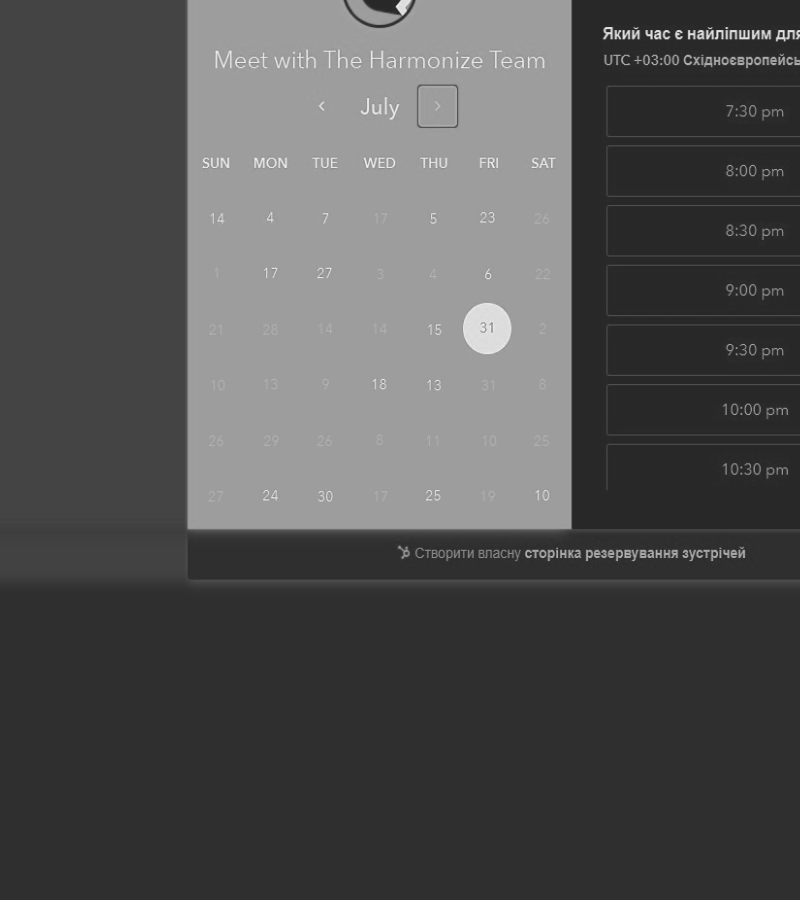 Meet with The Harmonize Team
July
SUN MON TUE WED THU FRI SAT
14 4 7 17 5 23 26
1 17 27 3 4 6 22
21 28 14 14 15 31 2
10 13 9 18 13 31 8
26 29 26 8 11 10 25
27 24 30 17 25 19 10
Який час є найліпшим для
UTC +03:00
7:30 pm
8:00 pm
8:30 pm
9:00 pm
9:30 pm
10:00 pm
10:30 pm
Створити власну сторінка резервування зустрічей